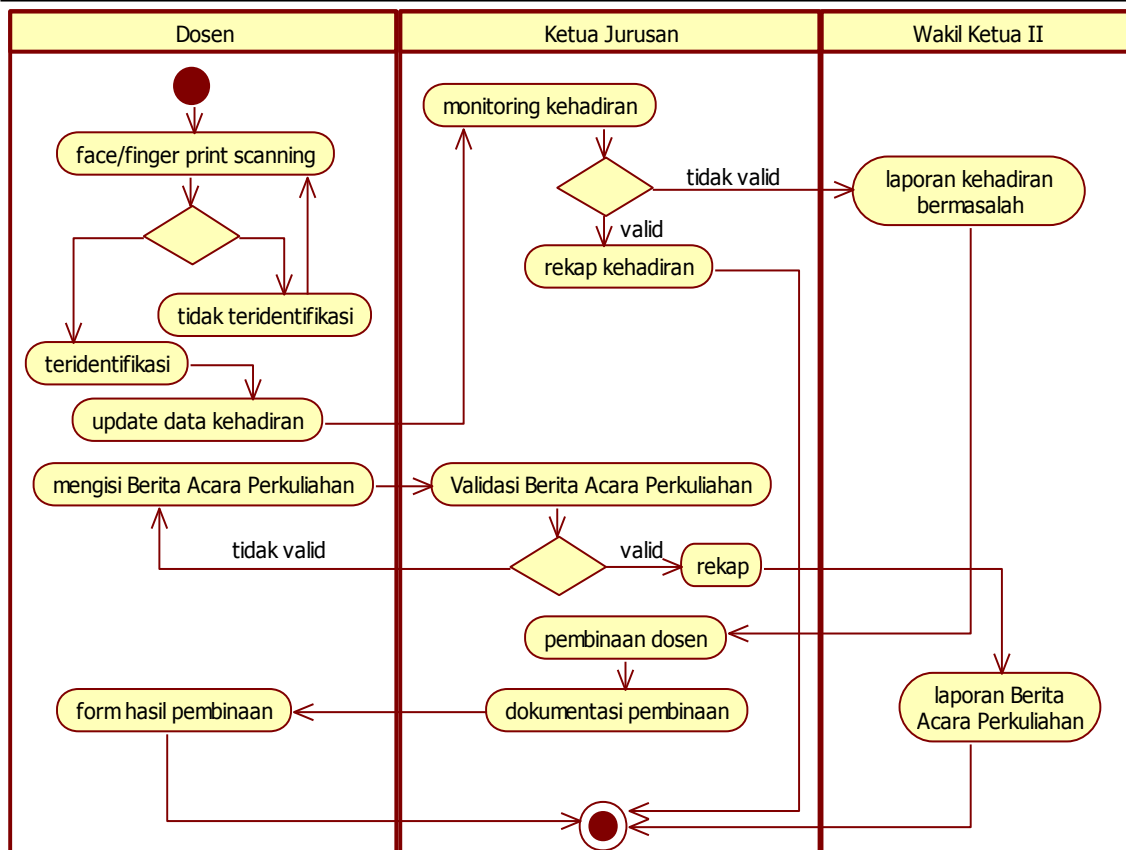 Dosen
Ketua Jurusan
Wakil Ketua II
monitoring kehadiran
face/finger print scanning
tidak valid
laporan kehadiran
bermasalah
valid
rekap kehadiran
tidak teridentifikasi
teridentifikasi
update data kehadiran
mengisi Berita Acara Perkuliahan
Validasi Berita Acara Perkuliahan
tidak valid
valid
rekap
pembinaan dosen
form hasil pembinaan
dokumentasi pembinaan
laporan Berita
Acara Perkuliahan